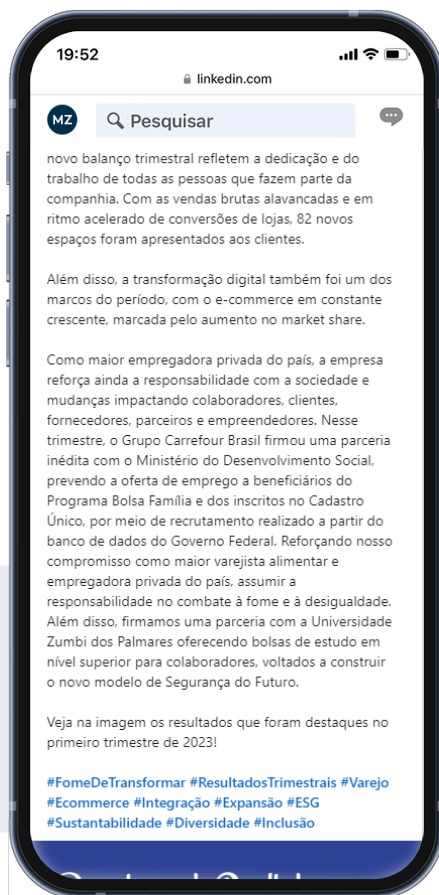 19:52
linkedin.com
MZ
Pesquisar
novo balanço trimestral refletem a dedicação e do
trabalho de todas as pessoas que fazem parte da
companhia. Com as vendas brutas alavancadas e em
ritmo acelerado de conversões de lojas, 82 novos
espaços foram apresentados aos clientes.
Além disso, a transformação digital também foi um dos
marcos do período, com o e-commerce em constante
crescente, marcada pelo aumento no market share.
Como maior empregadora privada do país, a empresa
reforça ainda a responsabilidade com a sociedade e
mudanças impactando colaboradores, clientes,
fornecedores, parceiros e empreendedores. Nesse
trimestre, o Grupo Carrefour Brasil firmou uma parceria
inédita com o Ministério do Desenvolvimento Social,
prevendo a oferta de emprego a beneficiários do
Programa Bolsa Família e dos inscritos no Cadastro
Único, por meio de recrutamento realizado a partir do
banco de dados do Governo Federal. Reforçando nosso
compromisso como maior varejista alimentar e
empregadora privada do país, assumir a
responsabilidade no combate à fome e à desigualdade.
Além disso, firmamos uma parceria com a Universidade
Zumbi dos Palmares oferecendo bolsas de estudo em
nível superior para colaboradores, voltados a construir
o novo modelo de Segurança do Futuro.
Veja na imagem os resultados que foram destaques no
primeiro trimestre de 2023!
#FomeDeTransformar #ResultadosTrimestrais #Varejo
#Ecommerce #Integração #Expansão #ESG
#Sustantabilidade #Diversidade #Inclusão